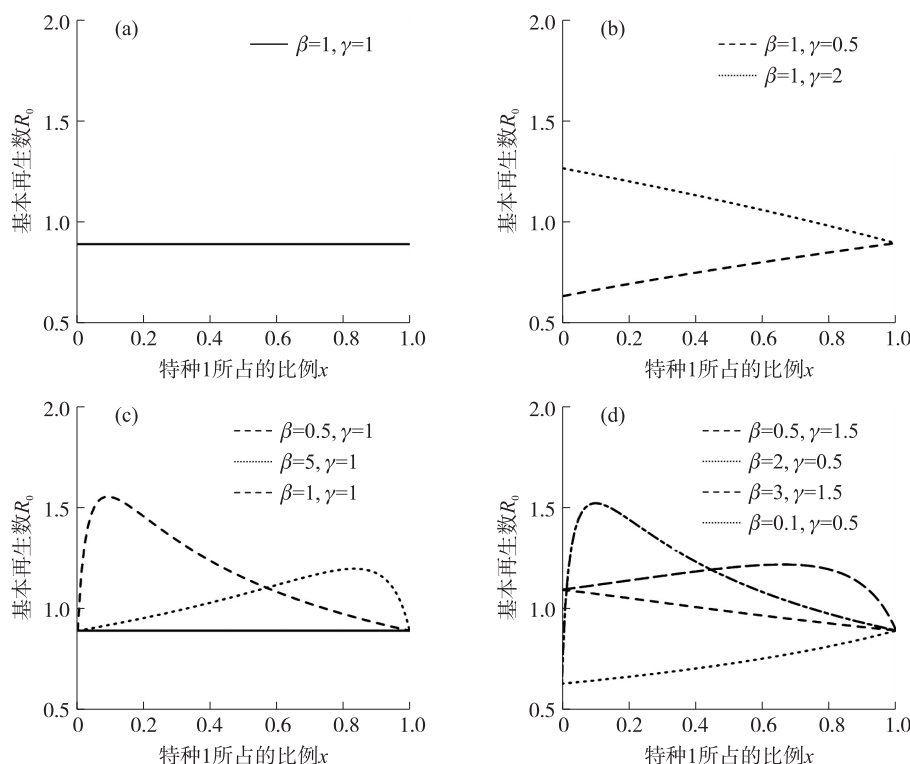 2.0
(a)
β=1, γ=1
1.5
基本再生数R₀
1.0
0.5
0 0.2 0.4 0.6 0.8 1.0
特种1所占的比例x
2.0
(b)
β=1, γ=0.5
β=1, γ=2
1.5
基本再生数R₀
1.0
0.5
0 0.2 0.4 0.6 0.8 1.0
特种1所占的比例x
2.0
(c)
β=0.5, γ=1
β=5, γ=1
β=1, γ=1
1.5
基本再生数R₀
1.0
0.5
0 0.2 0.4 0.6 0.8 1.0
特种1所占的比例x
2.0
(d)
β=0.5, γ=1.5
β=2, γ=0.5
β=3, γ=1.5
β=0.1, γ=0.5
1.5
基本再生数R₀
1.0
0.5
0 0.2 0.4 0.6 0.8 1.0
特种1所占的比例x